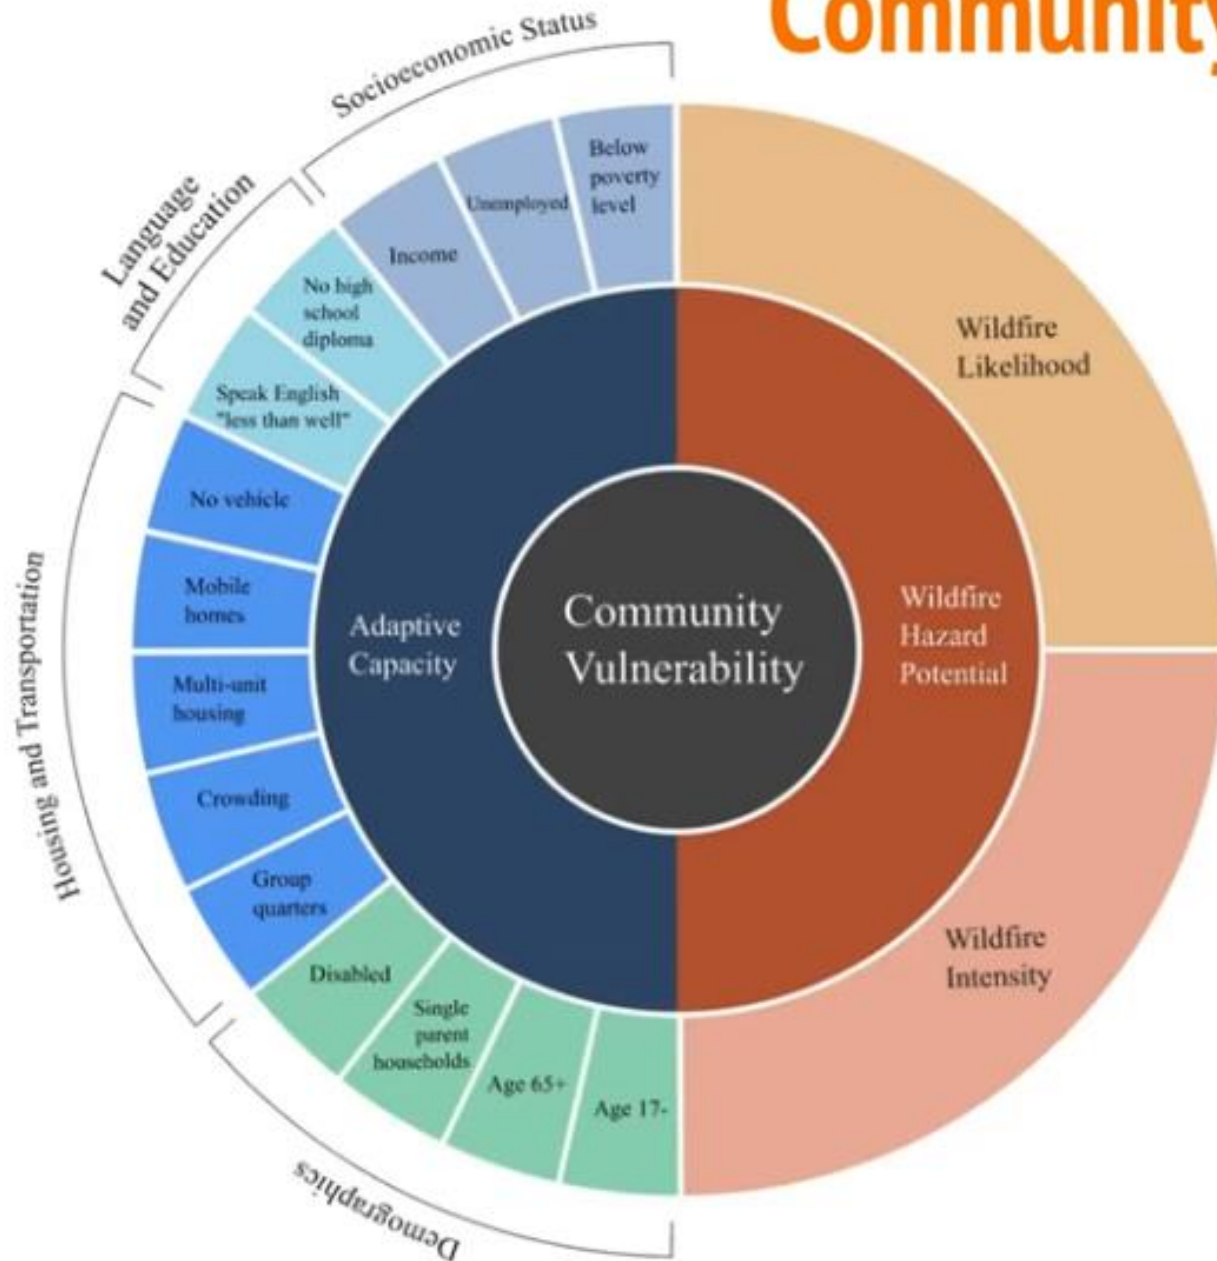 Community
Socioeconomic Status
Language
and Education
Housing and Transportation
Demographics
Below
poverty
level
Unemployed
Income
No high
school
diploma
Speak English
"less than well"
No vehicle
Mobile
homes
Multi-unit
housing
Crowding
Group
quarters
Disabled
Single
parent
households
Age 65+
Age 17-
Adaptive
Capacity
Community
Vulnerability
Wildfire
Hazard
Potential
Wildfire
Likelihood
Wildfire
Intensity